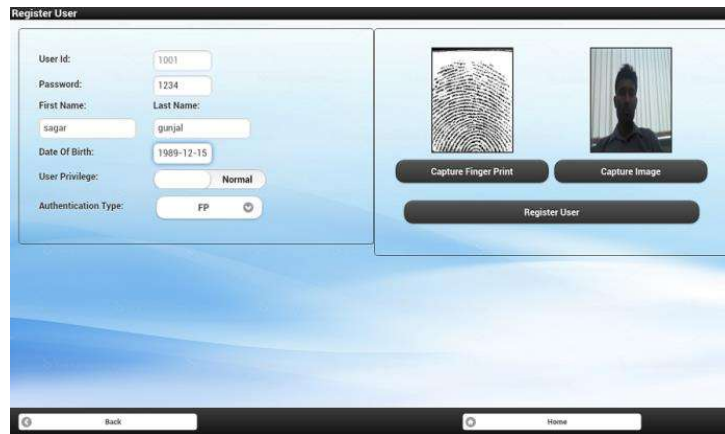 Register User
User Id:
1001
Password:
1234
First Name:
Last Name:
sagar
gunjal
Date Of Birth:
1989-12-15
User Privilege:
Normal
Authentication Type:
FP
Capture Finger Print
Capture Image
Register User
Back
Home